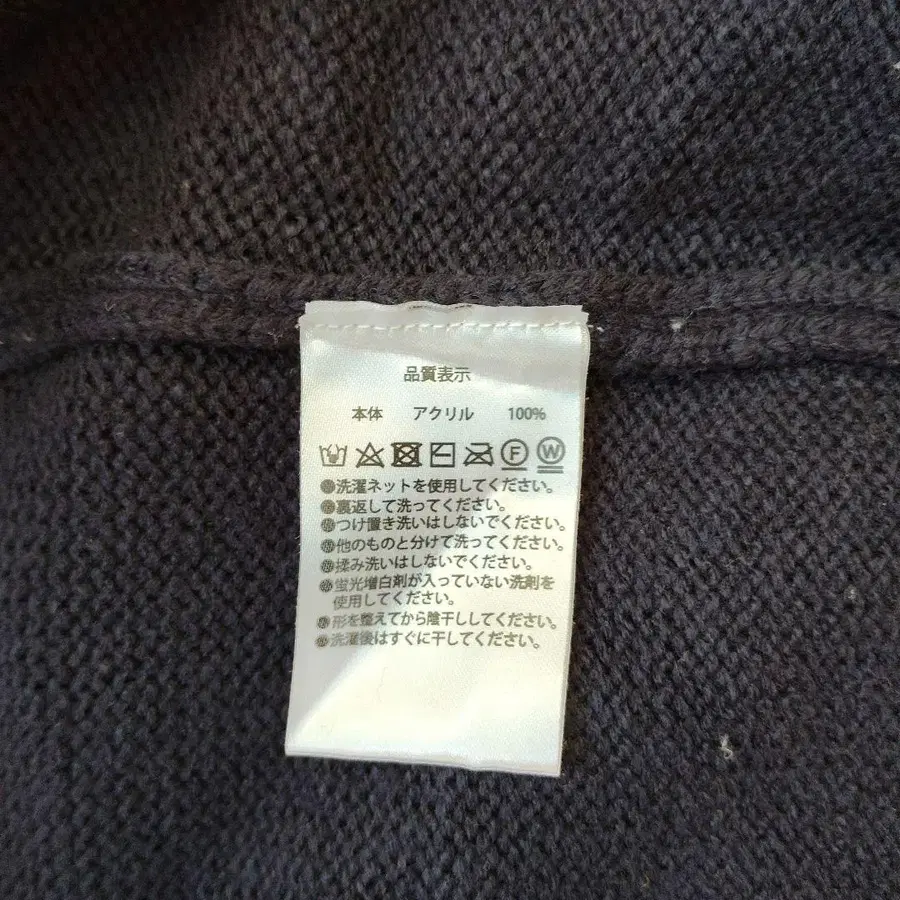 品質表示
本体 アクリル 100%
F W
●洗濯ネットを使用してください。
●裏返して洗ってください。
●つけ置き洗いはしないでください。
●他のものと分けて洗ってください。
●揉み洗いはしないでください。
●蛍光増白剤が入っていない洗剤を
使用してください。
●形を整えてから陰干ししてください。
●洗濯後はすぐに干してください。